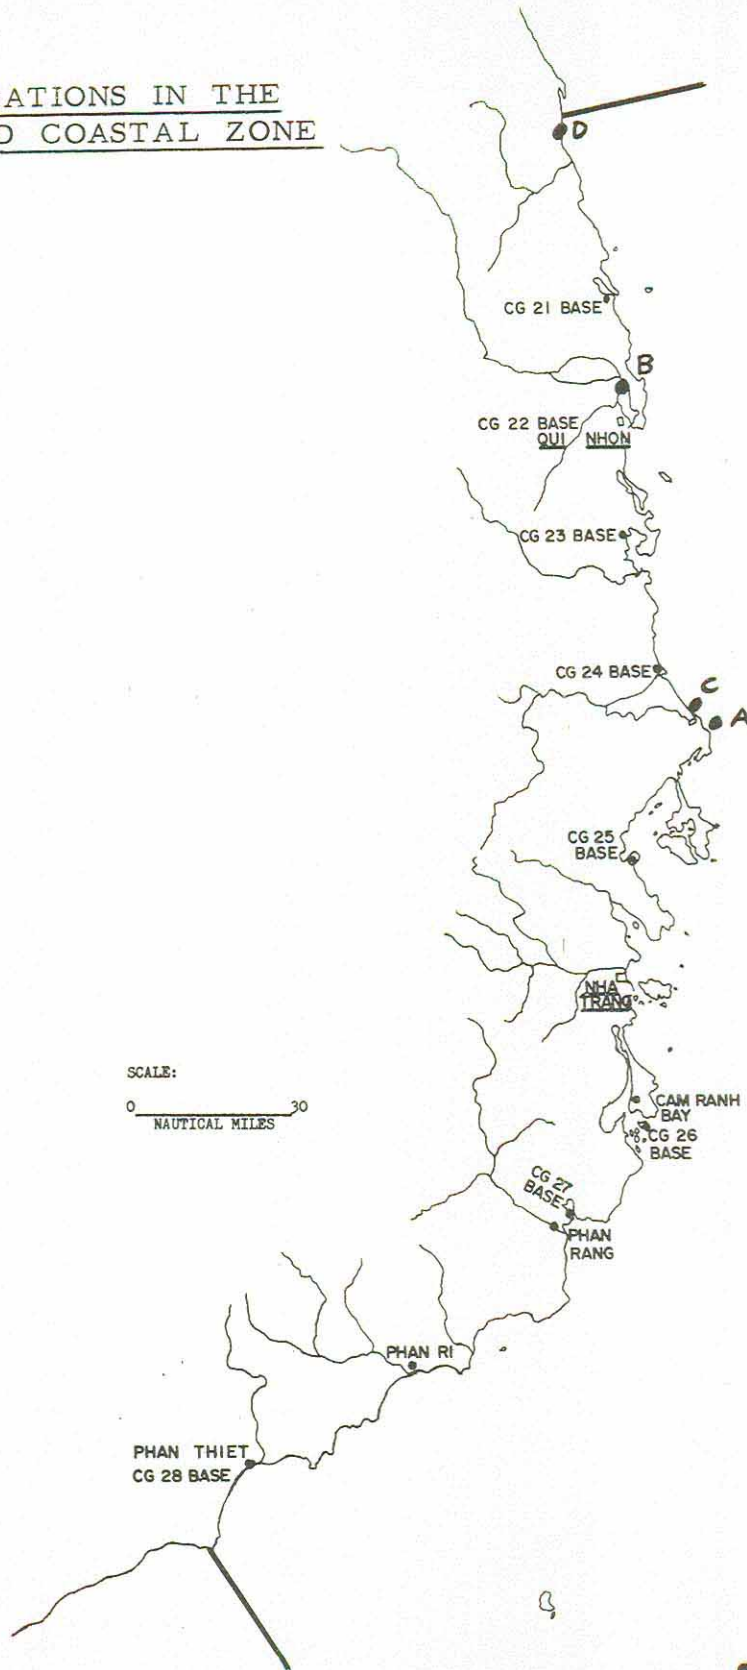 ATIONS IN THE
COASTAL ZONE
D
CG 21 BASE
B
CG 22 BASE
QUI NHON
CG 23 BASE
CG 24 BASE
C
A
CG 25
BASE
NHA
TRANG
SCALE:
0 30
NAUTICAL MILES
CAM RANH
BAY
CG 26
BASE
CG 27
BASE
PHAN
RANG
PHAN RI
PHAN THIET
CG 28 BASE